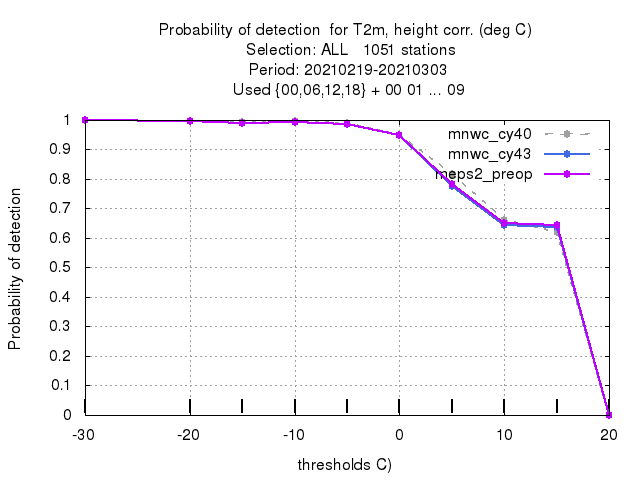 Probability of detection  for T2m, height corr. (deg C)
Selection: ALL   1051 stations
Period: 20210219-20210303
Used {00,06,12,18} + 00 01 ... 09
mnwc_cy40
mnwc_cy43
meps2_preop
Probability of detection
1
0.9
0.8
0.7
0.6
0.5
0.4
0.3
0.2
0.1
0
-30 -20 -10 0 10 20
thresholds C)